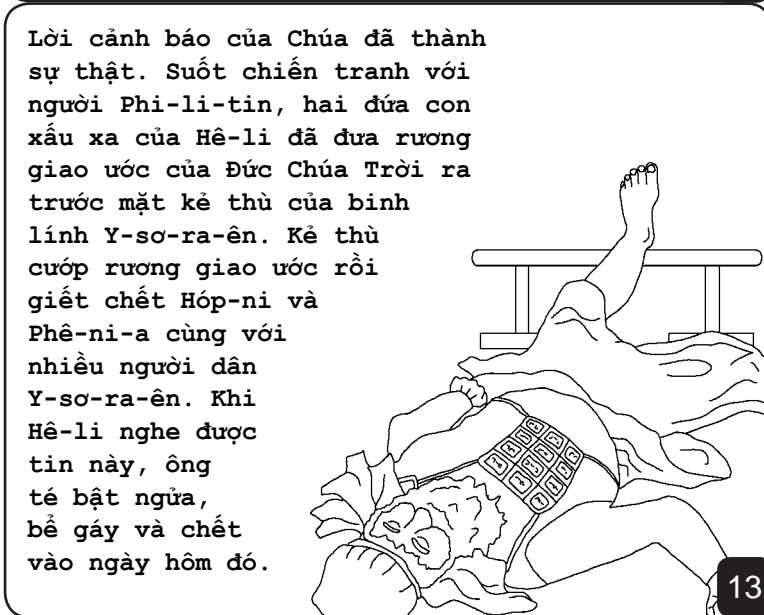 Lời cảnh báo của Chúa đã thành
sự thật. Suốt chiến tranh với
người Phi-li-tin, hai đứa con
xấu xa của Hê-li đã đưa rương
giao ước của Đức Chúa Trời ra
trước mặt kẻ thù của binh
lính Y-sơ-ra-ên. Kẻ thù
cướp rương giao ước rồi
giết chết Hóp-ni và
Phê-ni-a cùng với
nhiều người dân
Y-sơ-ra-ên. Khi
Hê-li nghe được
tin này, ông
té bật ngửa,
bể gáy và chết
vào ngày hôm đó.
13